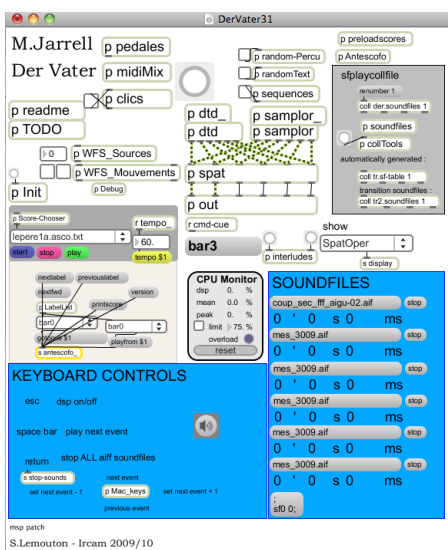 DerVater31
M.Jarrell
Der Vater
p pedales
p midiMix
p clics
p readme
p TODO
0
p WFS_Sources
p WFS_Mouvements
p Debug
p Init
p random-Percu
p randomText
p sequences
p preloadscores
p Antescofo
sfplaycollfile
renumber 1
coll der.soundfiles 1
p soundfiles
p collTools
automatically generated :
coll tr.sf-table 1
transition soundfiles :
coll tr2.soundfiles 1
p dtd_
p samplor_
p dtd
p samplor
p spat
p out
p Score-Chooser
lepere1a.asco.txt
start
stop
play
r tempo_
60.
tempo $1
r cmd-cue
bar3
p interludes
show
SpatOper
s display
nextlabel
previouslabel
nextfwd
version
p LabelList
printscore
bar0
bar0
gotopos $1
playfrom $1
s antescofo_
CPU Monitor
dsp 0. %
mean 0.0 %
peak 0. %
limit 75. %
overload
reset
SOUNDFILES
coup_sec_fff_aigu-02.aif
stop
0 ' 0 s 0 ms
mes_3009.aif
stop
0 ' 0 s 0 ms
mes_3009.aif
stop
0 ' 0 s 0 ms
mes_3009.aif
stop
0 ' 0 s 0 ms
mes_3009.aif
stop
0 ' 0 s 0 ms
mes_3009.aif
stop
0 ' 0 s 0 ms
;
sf0 0;
KEYBOARD CONTROLS
esc dsp on/off
space bar play next event
return stop ALL aiff soundfiles
s stop-sounds
next event
set next event - 1
p Mac_keys
set next event + 1
previous event
msp patch
S.Lemouton - Ircam 2009/10